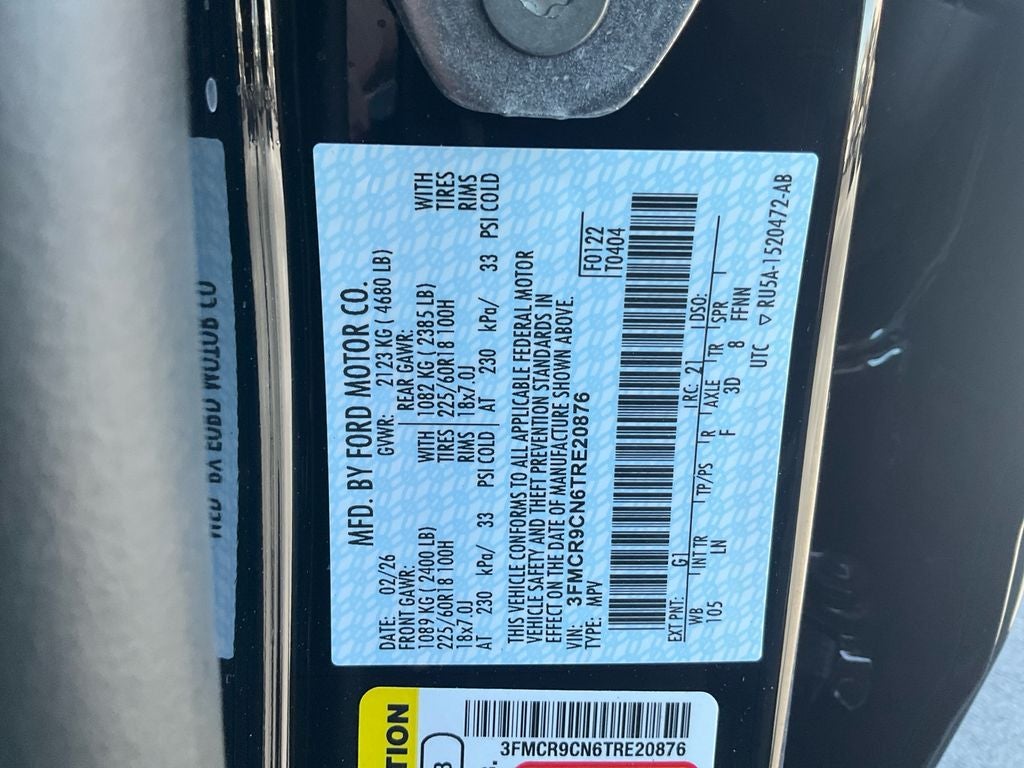 MFD. BY FORD MOTOR CO.
DATE: 02/26 GVWR: 2123 KG ( 4680 LB)
FRONT GAWR: REAR GAWR:
1089 KG ( 2400 LB) WITH 1082 KG ( 2385 LB) WITH
225/60R18 100H TIRES 225/60R18 100H TIRES
18x7.0J RIMS 18x7.0J RIMS
AT 230 kPa/ 33 PSI COLD AT 230 kPa/ 33 PSI COLD
THIS VEHICLE CONFORMS TO ALL APPLICABLE FEDERAL MOTOR
VEHICLE SAFETY AND THEFT PREVENTION STANDARDS IN
EFFECT ON THE DATE OF MANUFACTURE SHOWN ABOVE.
VIN: 3FMCR9CN6TRE20876
TYPE: MPV
F0122
T0404
EXT PNT: G1 RC: 21 DSO:
WB INT TR TP/PS R AXLE TR SPR
105 LN F 3D 8 FFNN
UTC ▽ RU5A-1520472-AB
TION
3FMCR9CN6TRE20876